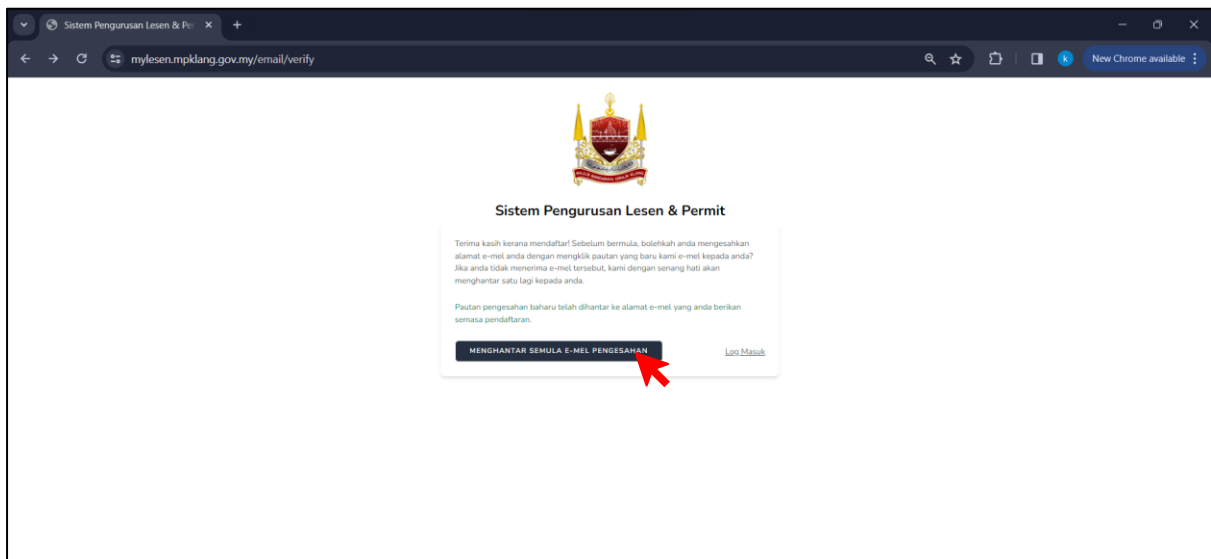 Sistem Pengurusan Lesen & Pe
mylesen.mpklang.gov.my/email/verify
k
New Chrome available
Sistem Pengurusan Lesen & Permit
Terima kasih kerana mendaftar! Sebelum bermula, bolehkah anda mengesahkan
alamat e-mel anda dengan mengklik pautan yang baru kami e-mel kepada anda?
Jika anda tidak menerima e-mel tersebut, kami dengan senang hati akan
menghantar satu lagi kepada anda.
Pautan pengesahan baharu telah dihantar ke alamat e-mel yang anda berikan
semasa pendaftaran.
MENGHANTAR SEMULA E-MEL PENGESAHAN
Log Masuk